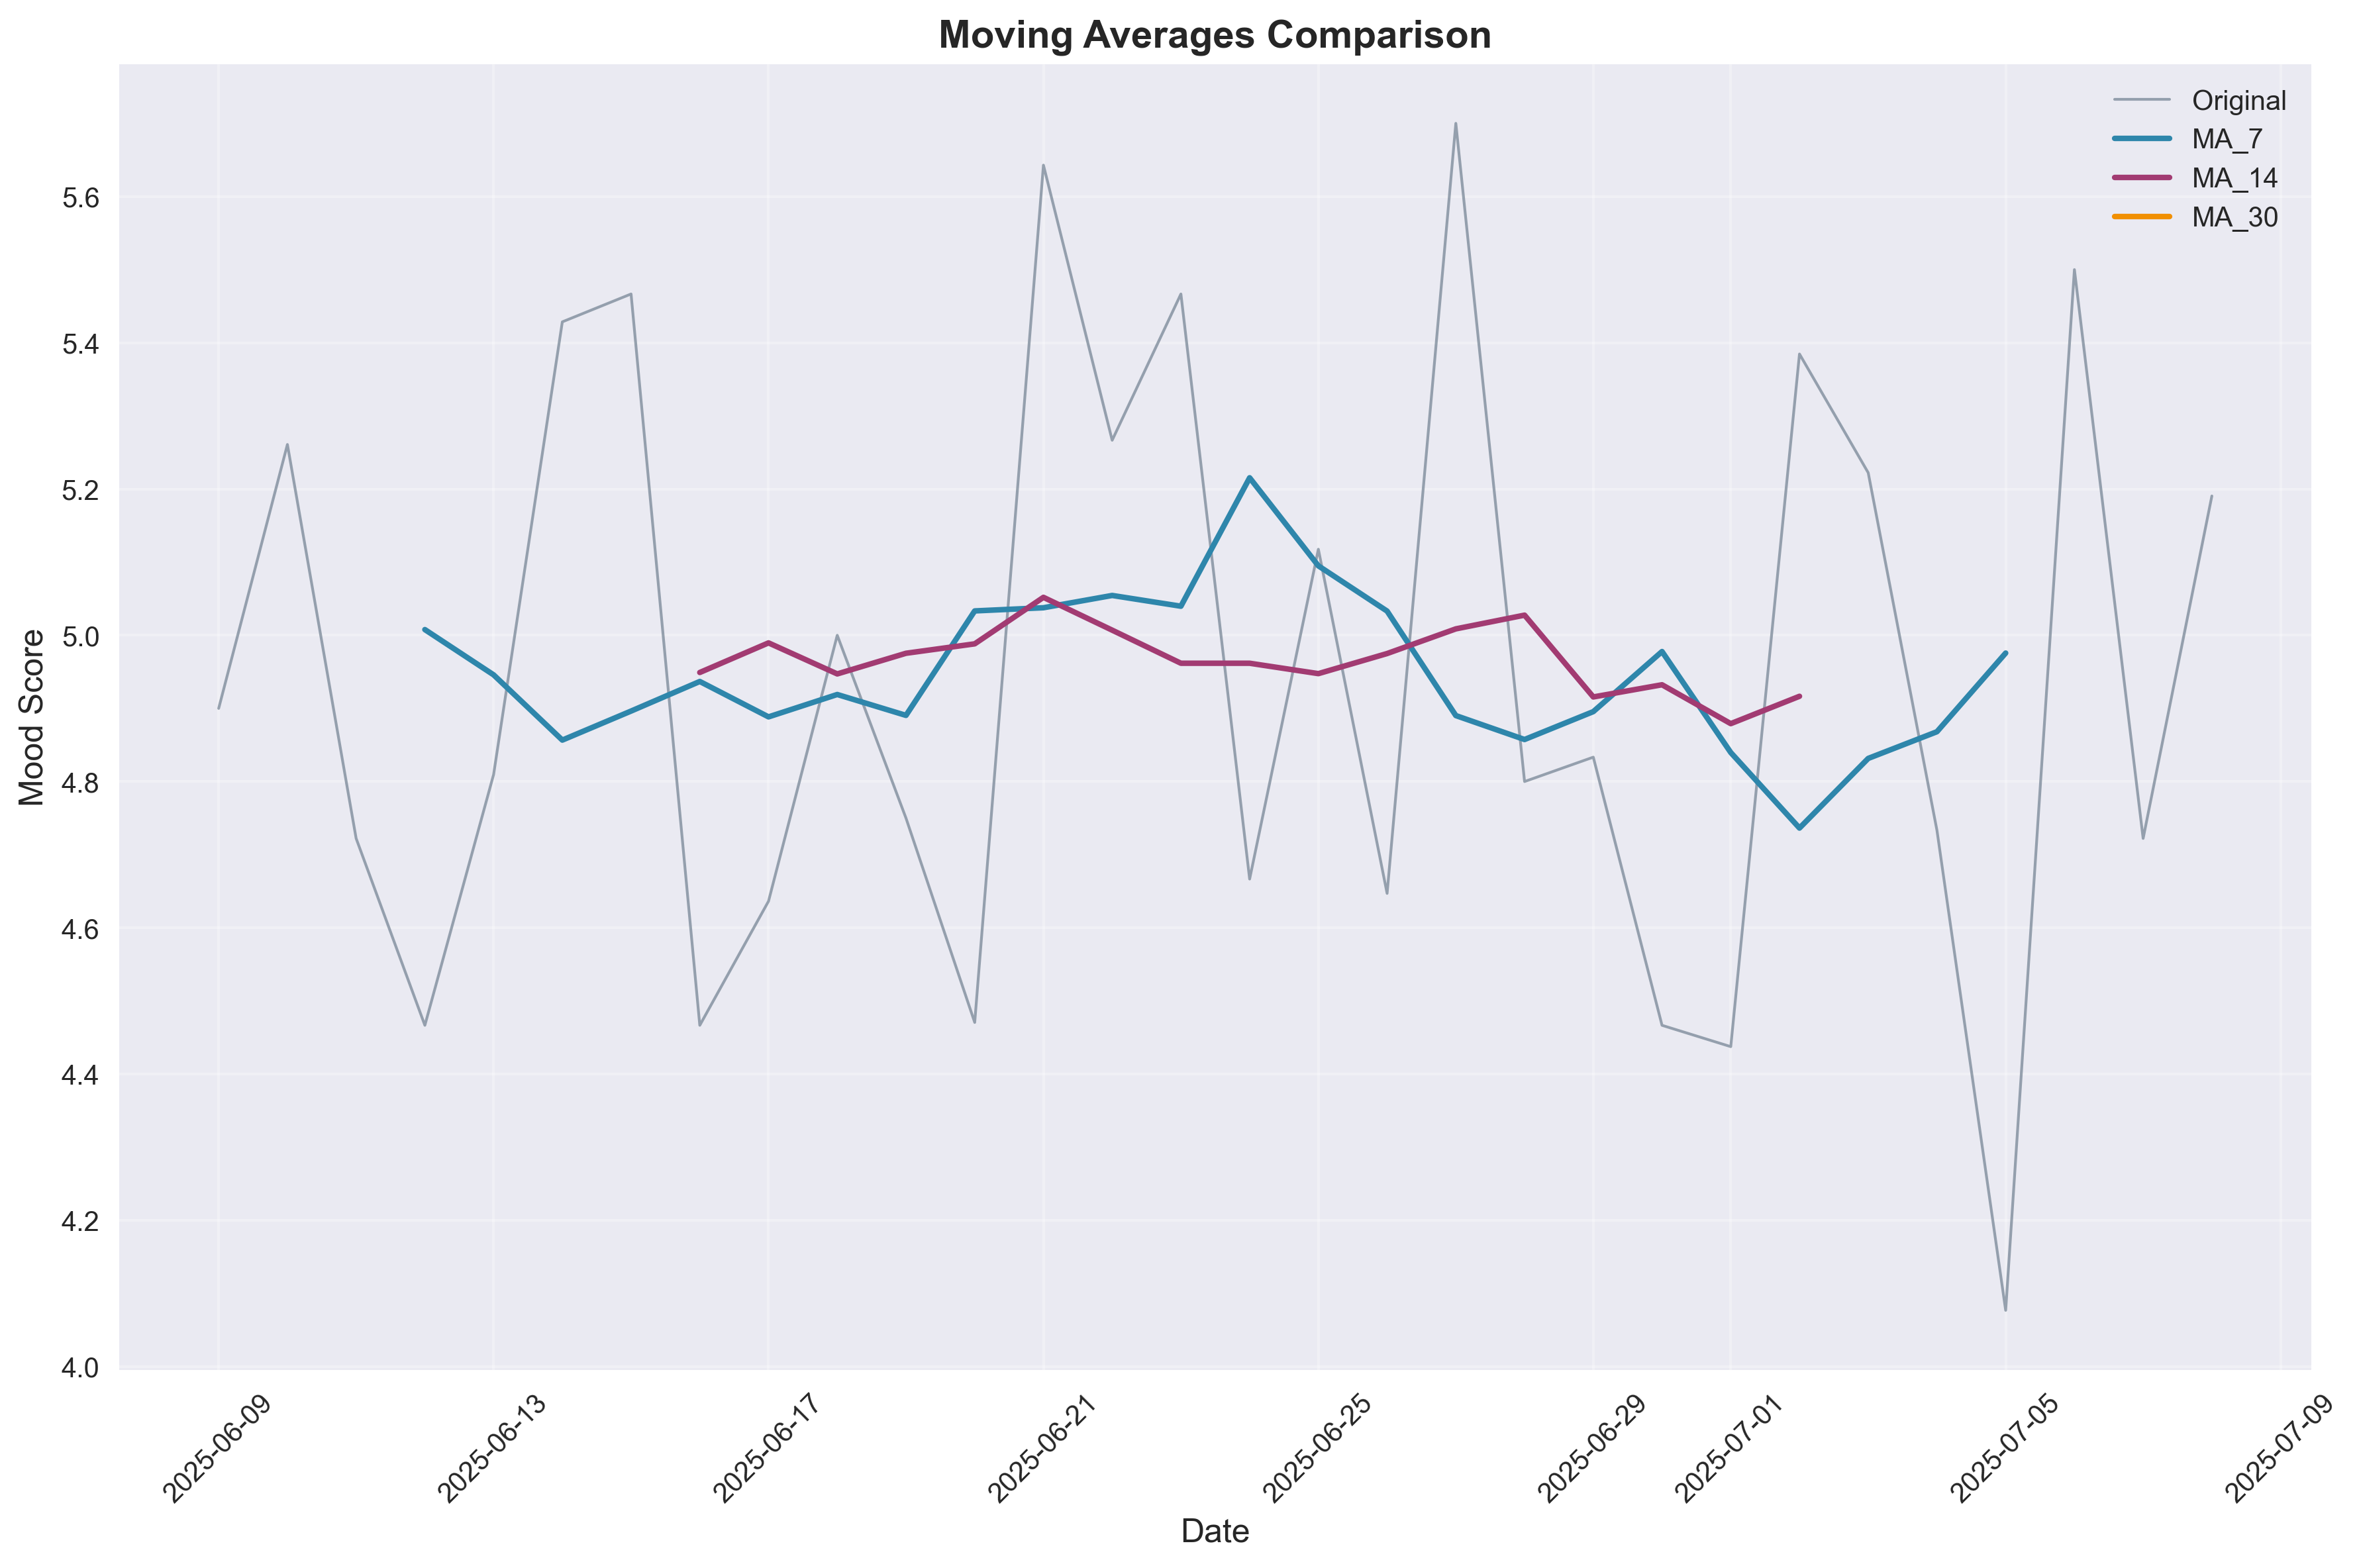 Moving Averages Comparison
Original
MA_7
MA_14
MA_30
Mood Score
5.6
5.4
5.2
5.0
4.8
4.6
4.4
4.2
4.0
2025-06-09
2025-06-13
2025-06-17
2025-06-21
2025-06-25
2025-06-29
2025-07-01
2025-07-05
2025-07-09
Date